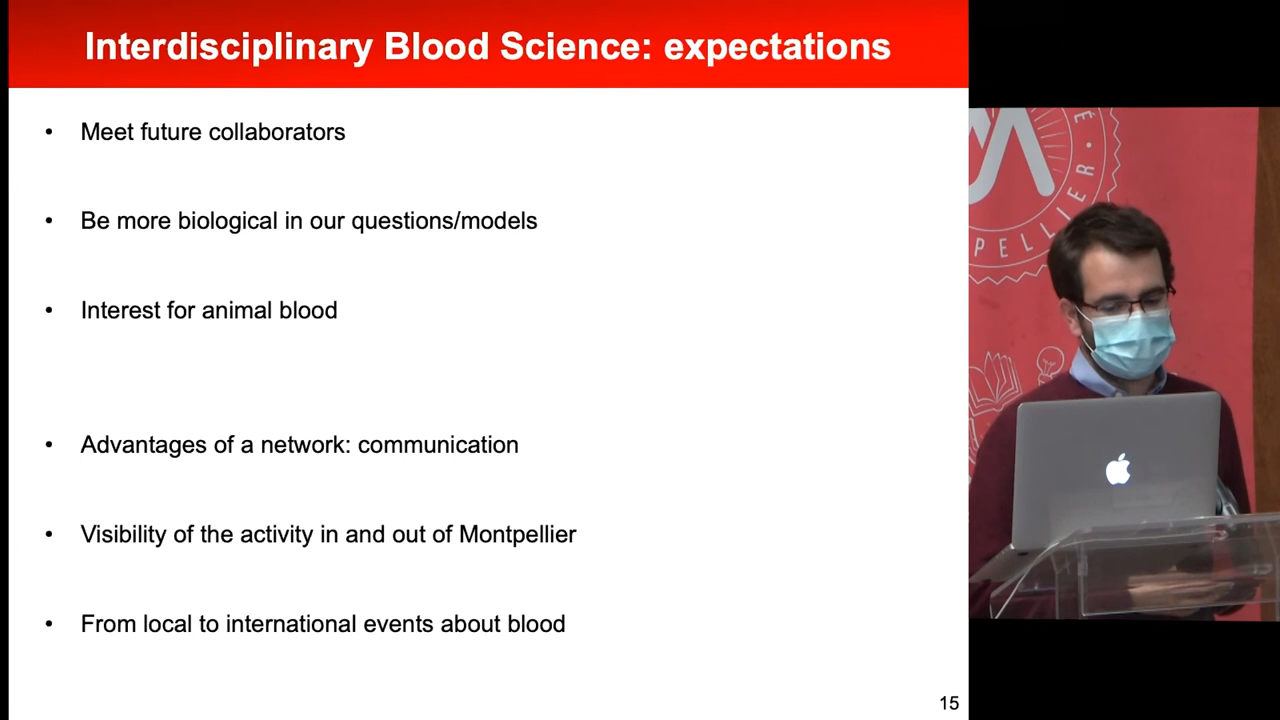 Interdisciplinary Blood Science: expectations
• Meet future collaborators
• Be more biological in our questions/models
• Interest for animal blood
• Advantages of a network: communication
• Visibility of the activity in and out of Montpellier
• From local to international events about blood
15
PELLIER